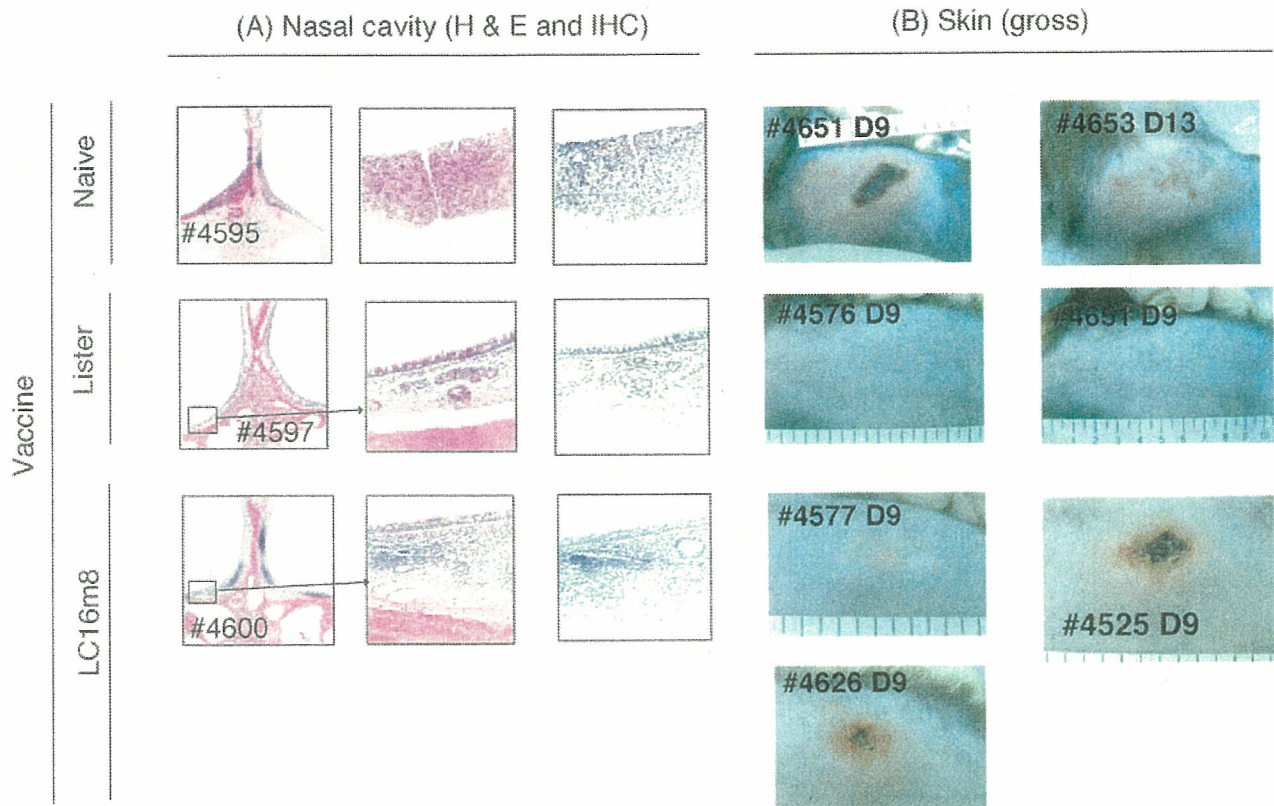 (A) Nasal cavity (H & E and IHC)
(B) Skin (gross)
Vaccine
Naive
#4595
#4651 D9
#4653 D13
Lister
#4597
#4576 D9
#4651 D9
LC16m8
#4600
#4577 D9
#4525 D9
#4626 D9